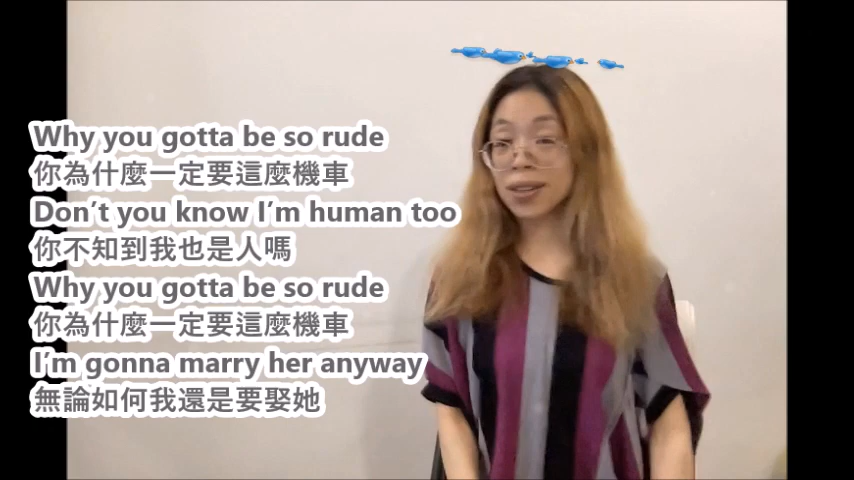 Why you gotta be so rude
你為什麼一定要這麼機車
Don't you know I'm human too
你不知到我也是人嗎
Why you gotta be so rude
你為什麼一定要這麼機車
I'm gonna marry her anyway
無論如何我還是要娶她